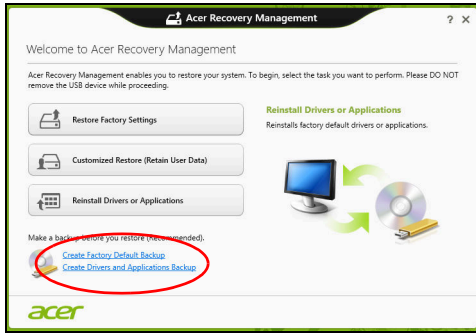 Acer Recovery Management
? X
Welcome to Acer Recovery Management
Acer Recovery Management enables you to restore your system. To begin, select the task you want to perform. Please DO NOT
remove the USB device while proceeding.
Restore Factory Settings
Customized Restore (Retain User Data)
Reinstall Drivers or Applications
Reinstall Drivers or Applications
Reinstalls factory default drivers or applications.
Make a backup before you restore (Recommended).
Create Factory Default Backup
Create Drivers and Applications Backup
acer